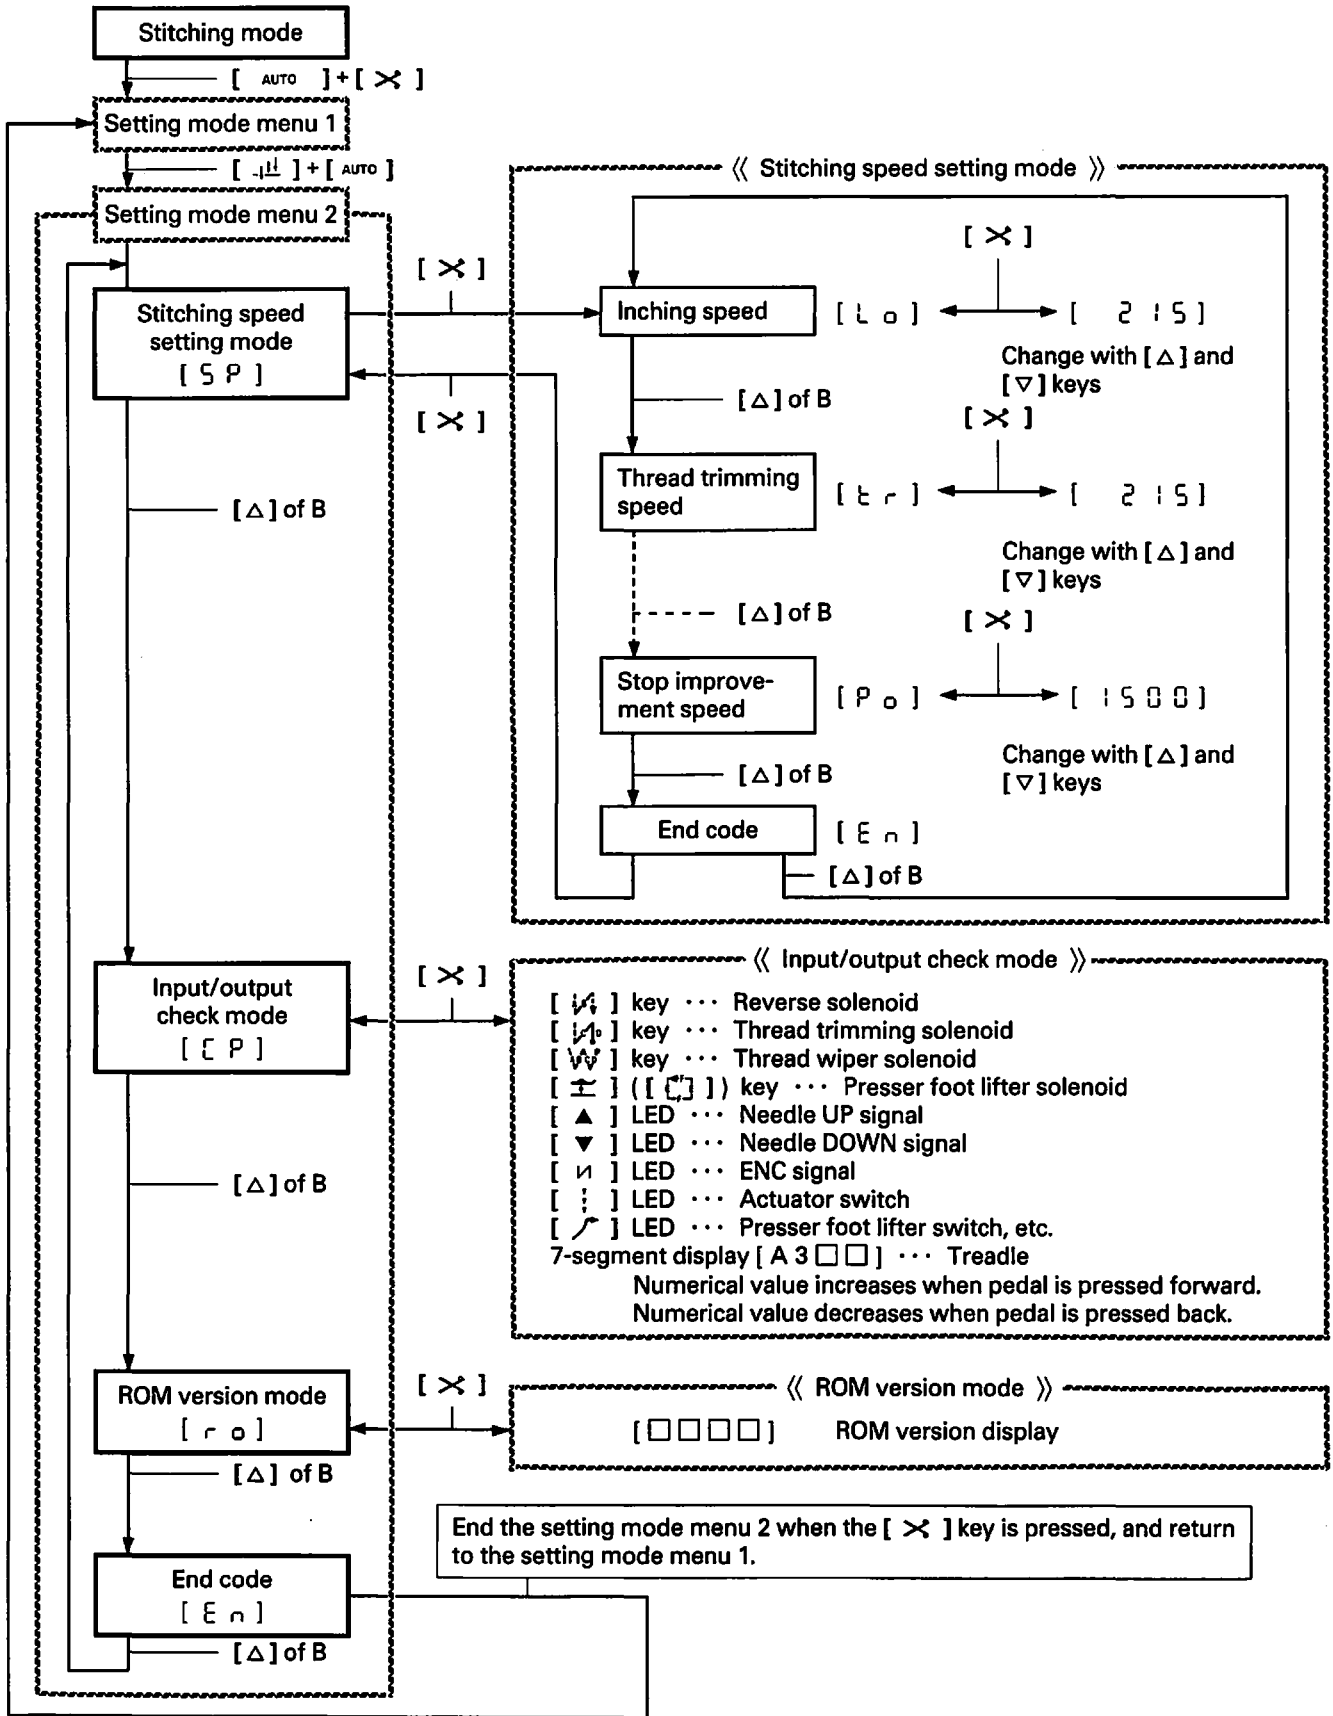 Stitching mode
[ AUTO ] + [ ✂ ]
Setting mode menu 1
[ ] + [ AUTO ]
Setting mode menu 2
Stitching speed
setting mode
[ S P ]
[ ✂ ]
[ ✂ ]
[△] of B
《 Stitching speed setting mode 》
Inching speed
[ L o ]
[ ✂ ]
[ 2 1 5 ]
Change with [△] and
[▽] keys
[△] of B
Thread trimming
speed
[ t r ]
[ ✂ ]
[ 2 1 5 ]
Change with [△] and
[▽] keys
[△] of B
Stop improve-
ment speed
[ P o ]
[ ✂ ]
[ 1 5 0 0 ]
Change with [△] and
[▽] keys
[△] of B
End code
[ E n ]
[△] of B
Input/output
check mode
[ C P ]
[ ✂ ]
[△] of B
《 Input/output check mode 》
[ ] key ··· Reverse solenoid
[ ] key ··· Thread trimming solenoid
[ ] key ··· Thread wiper solenoid
[ ] ([ ]) key ··· Presser foot lifter solenoid
[ ▲ ] LED ··· Needle UP signal
[ ▼ ] LED ··· Needle DOWN signal
[ ] LED ··· ENC signal
[ ] LED ··· Actuator switch
[ ] LED ··· Presser foot lifter switch, etc.
7-segment display [ A 3 □ □ ] ··· Treadle
Numerical value increases when pedal is pressed forward.
Numerical value decreases when pedal is pressed back.
ROM version mode
[ r o ]
[ ✂ ]
[△] of B
《 ROM version mode 》
[□ □ □ □] ROM version display
End the setting mode menu 2 when the [ ✂ ] key is pressed, and return
to the setting mode menu 1.
End code
[ E n ]
[△] of B